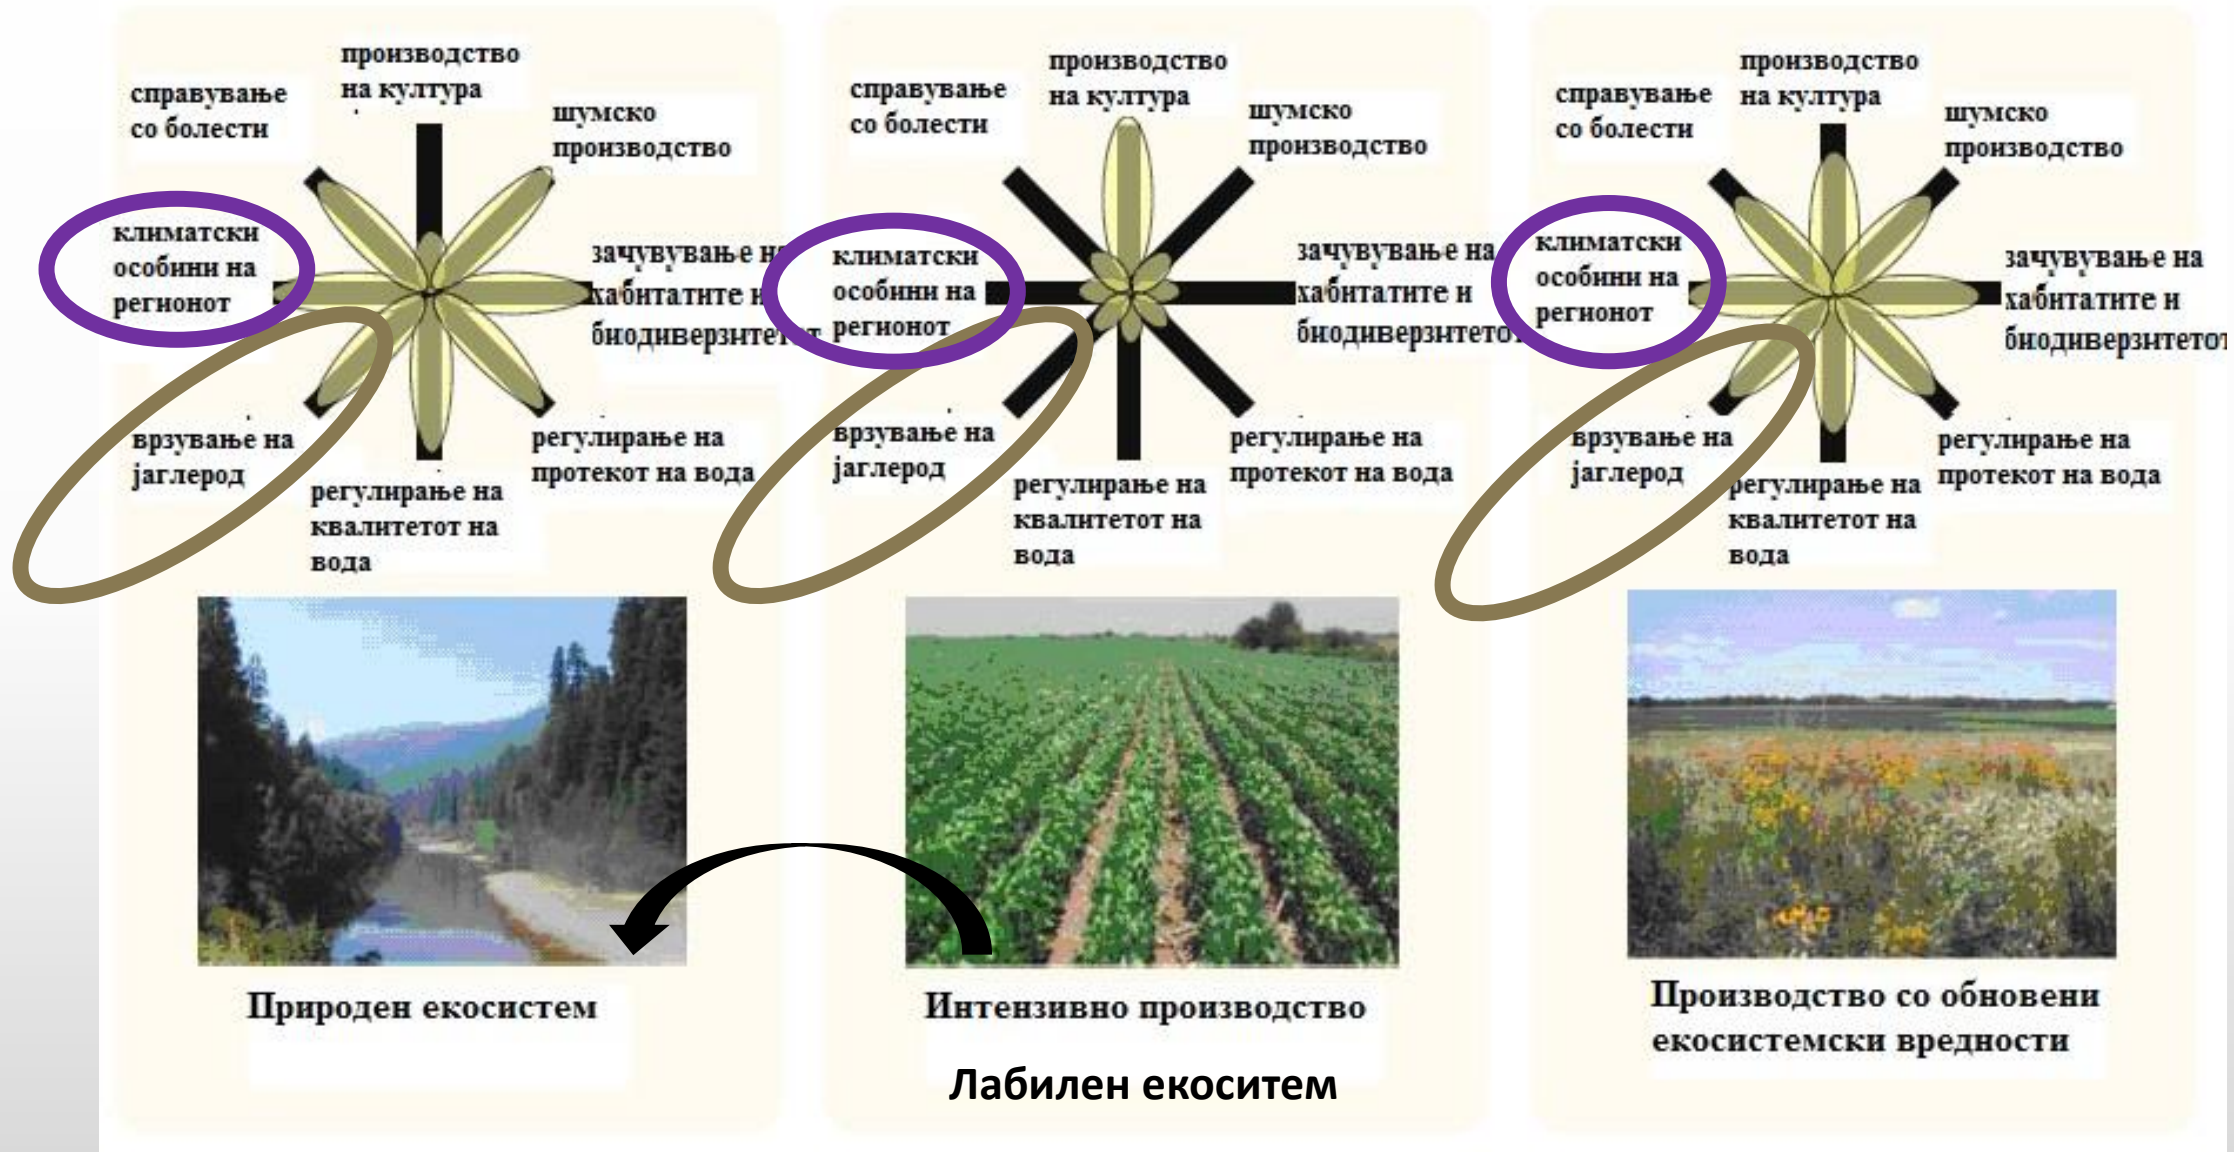 производство
на култура
справување
со болести
шумско
производство
климатски
особини на
регионот
зачувување на
хабитатите и
биодиверзнтетот
врзување на
јаглерод
регулирање на
протекот на вода
регулирање на
квалитетот на
вода
Природен екосистем
производство
на култура
справување
со болести
шумско
производство
климатски
особини на
регионот
зачувување на
хабитатите и
биодиверзнтетот
врзување на
јаглерод
регулирање на
протекот на вода
регулирање на
квалитетот на
вода
Интензивно производство
Лабилен екоситем
производство
на култура
справување
со болести
шумско
производство
климатски
особини на
регионот
зачувување на
хабитатите и
биодиверзнтетот
врзување на
јаглерод
регулирање на
протекот на вода
регулирање на
квалитетот на
вода
Производство со обновени
екосистемски вредности